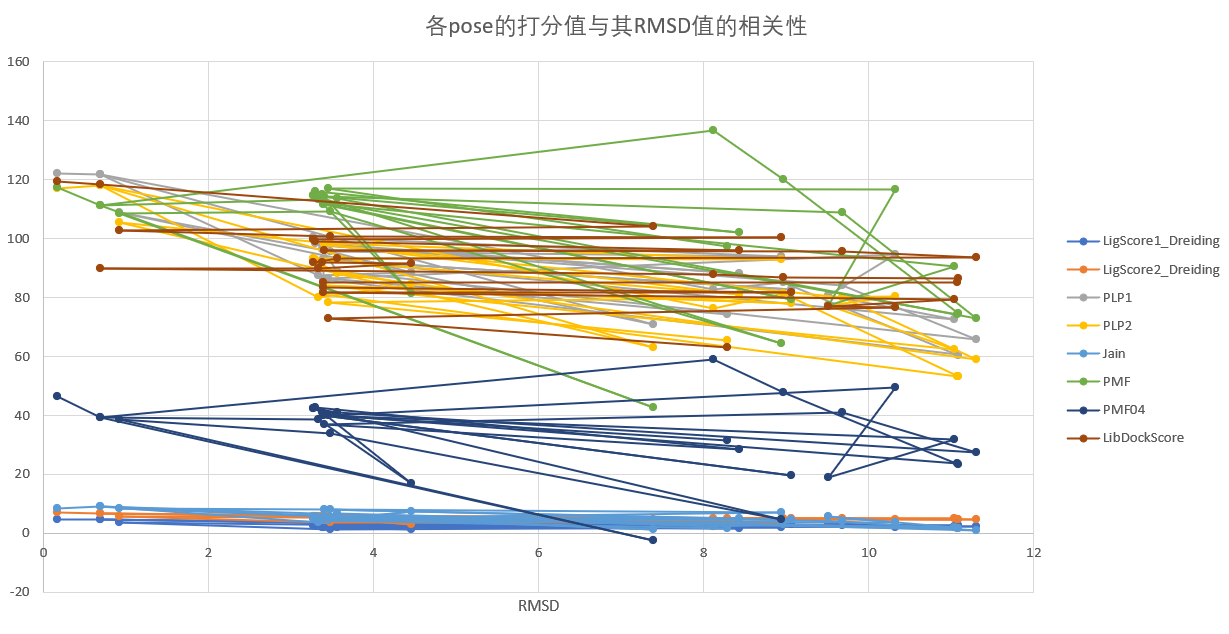 各pose的打分值与其RMSD值的相关性
160
140
120
100
80
60
40
20
0
-20
0
2
4
6
8
10
12
RMSD
LigScore1_Dreiding
LigScore2_Dreiding
PLP1
PLP2
Jain
PMF
PMF04
LibDockScore